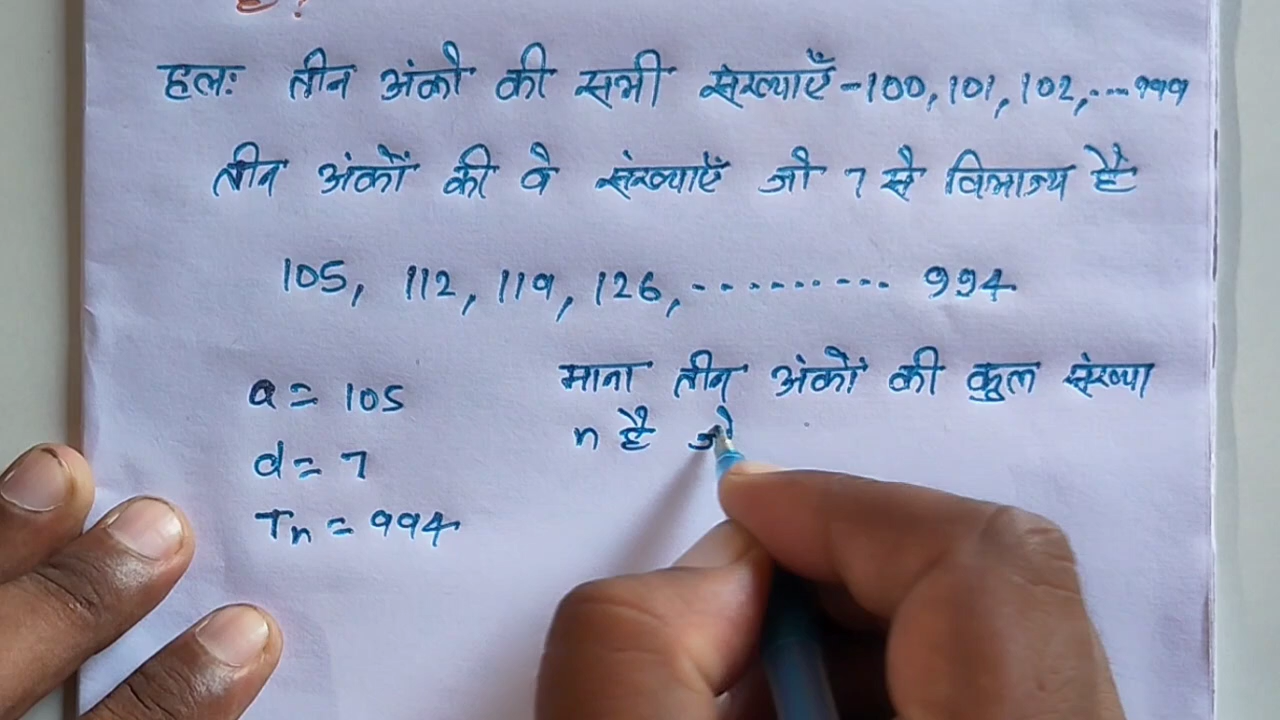 है?
हलः तीन अंको की सभी संख्याएँ - 100, 101, 102, ... 999
तीन अंकों की वे संख्याएँ जो 7 से विभाज्य है
105, 112, 119, 126, .......... 994
a = 105
d = 7
Tn = 994
माना तीन अंकों की कुल संख्या
n है जो